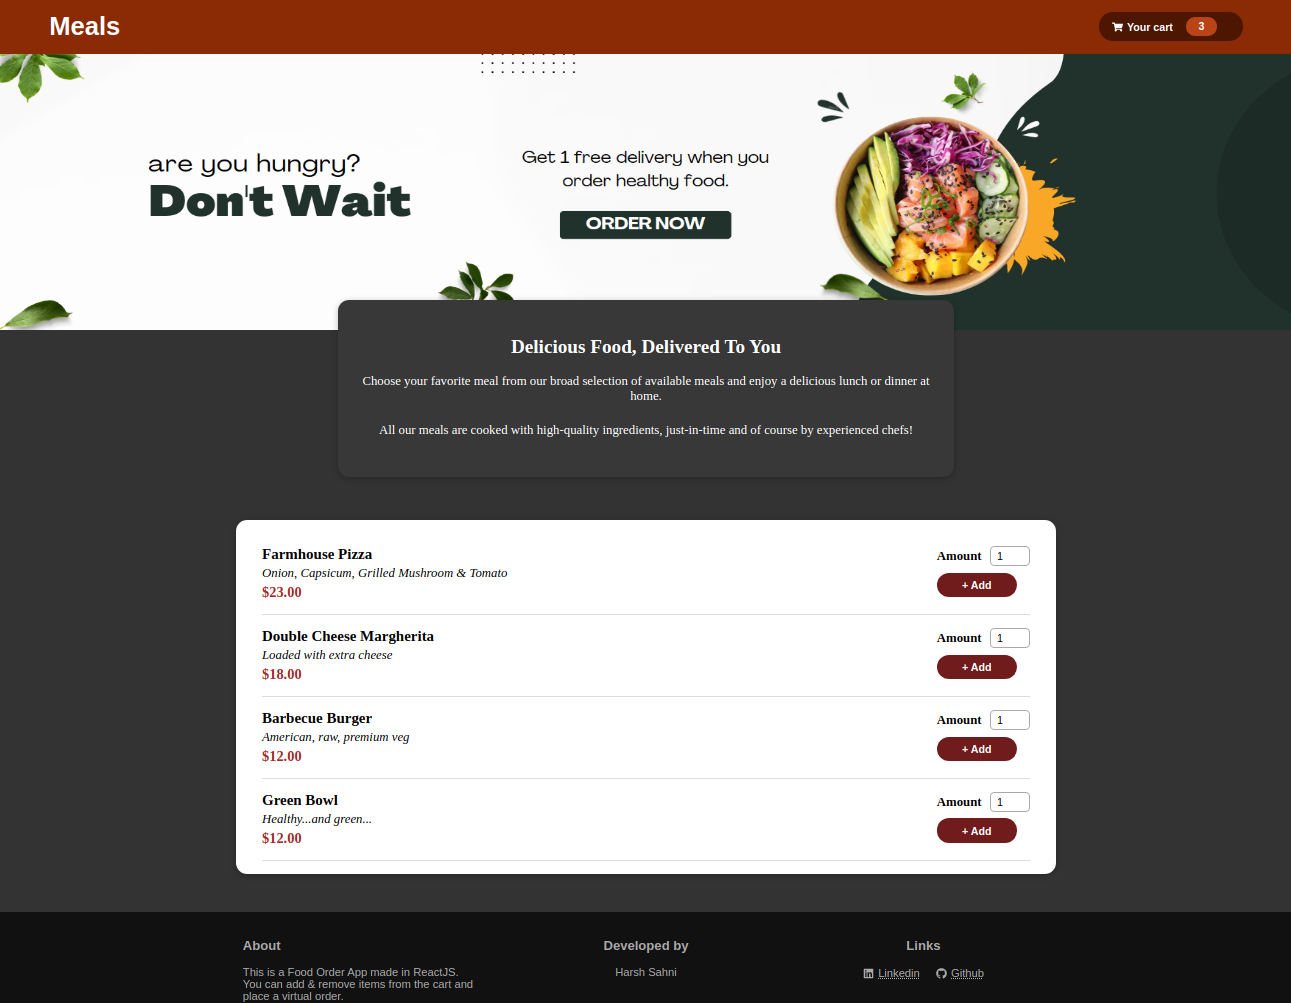 Meals
Your cart 3
are you hungry?
Don't Wait
Get 1 free delivery when you
order healthy food.
ORDER NOW
Delicious Food, Delivered To You
Choose your favorite meal from our broad selection of available meals and enjoy a delicious lunch or dinner at
home.
All our meals are cooked with high-quality ingredients, just-in-time and of course by experienced chefs!
Farmhouse Pizza
Onion, Capsicum, Grilled Mushroom & Tomato
$23.00
Amount 1
+ Add
Double Cheese Margherita
Loaded with extra cheese
$18.00
Amount 1
+ Add
Barbecue Burger
American, raw, premium veg
$12.00
Amount 1
+ Add
Green Bowl
Healthy...and green...
$12.00
Amount 1
+ Add
About
This is a Food Order App made in ReactJS.
You can add & remove items from the cart and
place a virtual order.
Developed by
Harsh Sahni
Links
Linkedin Github